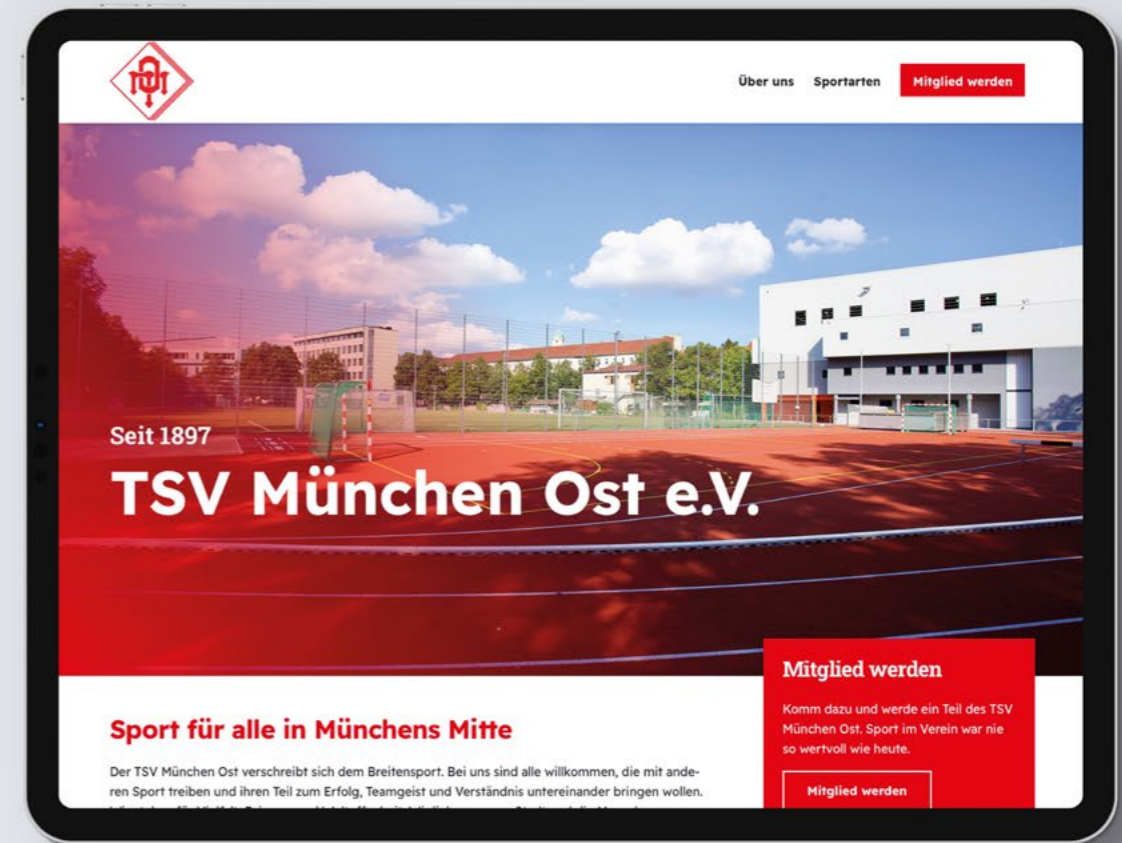 Über uns Sportarten Mitglied werden
Seit 1897
TSV München Ost e.V.
Sport für alle in Münchens Mitte
Der TSV München Ost verschreibt sich dem Breitensport. Bei uns sind alle willkommen, die mit ande-
ren Sport treiben und ihren Teil zum Erfolg, Teamgeist und Verständnis untereinander bringen wollen.
Mitglied werden
Komm dazu und werde ein Teil des TSV
München Ost. Sport im Verein war nie
so wertvoll wie heute.
Mitglied werden